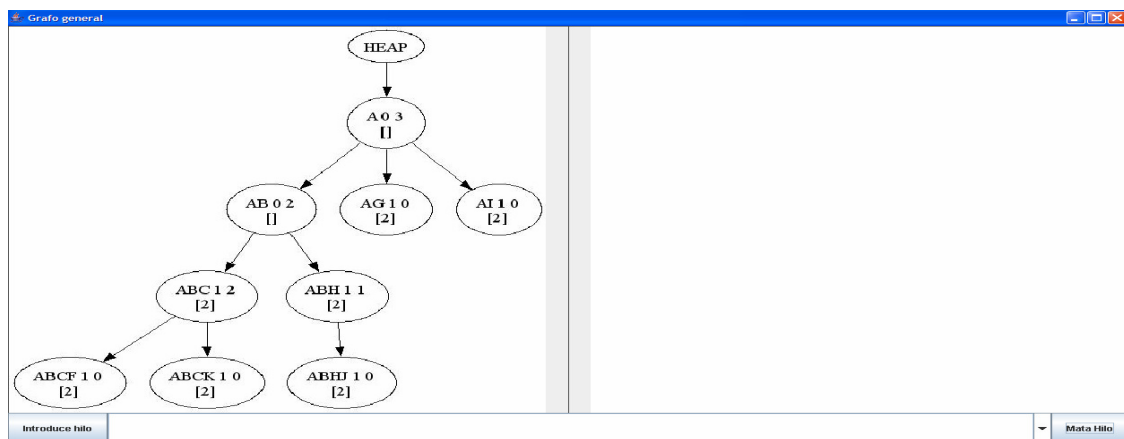 Grafo general
HEAP
A 0 3
[]
AB 0 2
[]
AG 1 0
[2]
AI 1 0
[2]
ABC 1 2
[2]
ABH 1 1
[2]
ABCF 1 0
[2]
ABCK 1 0
[2]
ABHJ 1 0
[2]
Introduce hilo
Mata Hilo